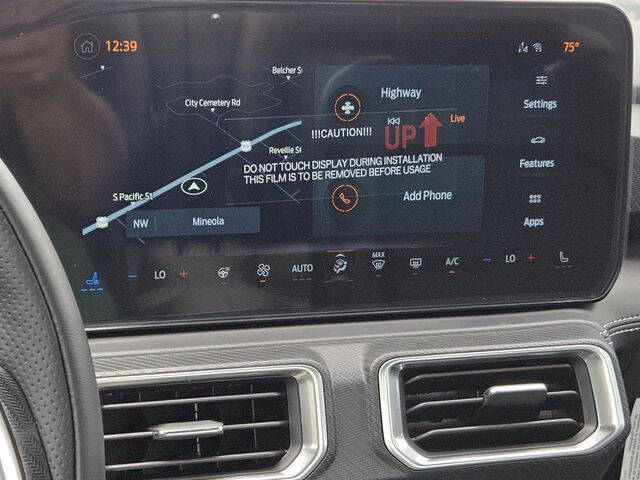 12:39
75°
Belcher S
City Cemetery Rd
Highway
Settings
Live
!!!CAUTION!!!
UP
Reveille St
DO NOT TOUCH DISPLAY DURING INSTALLATION
THIS FILM IS TO BE REMOVED BEFORE USAGE
Features
S Pacific St
Add Phone
NW Mineola
Apps
MAX
− LO + AUTO A/C − LO +